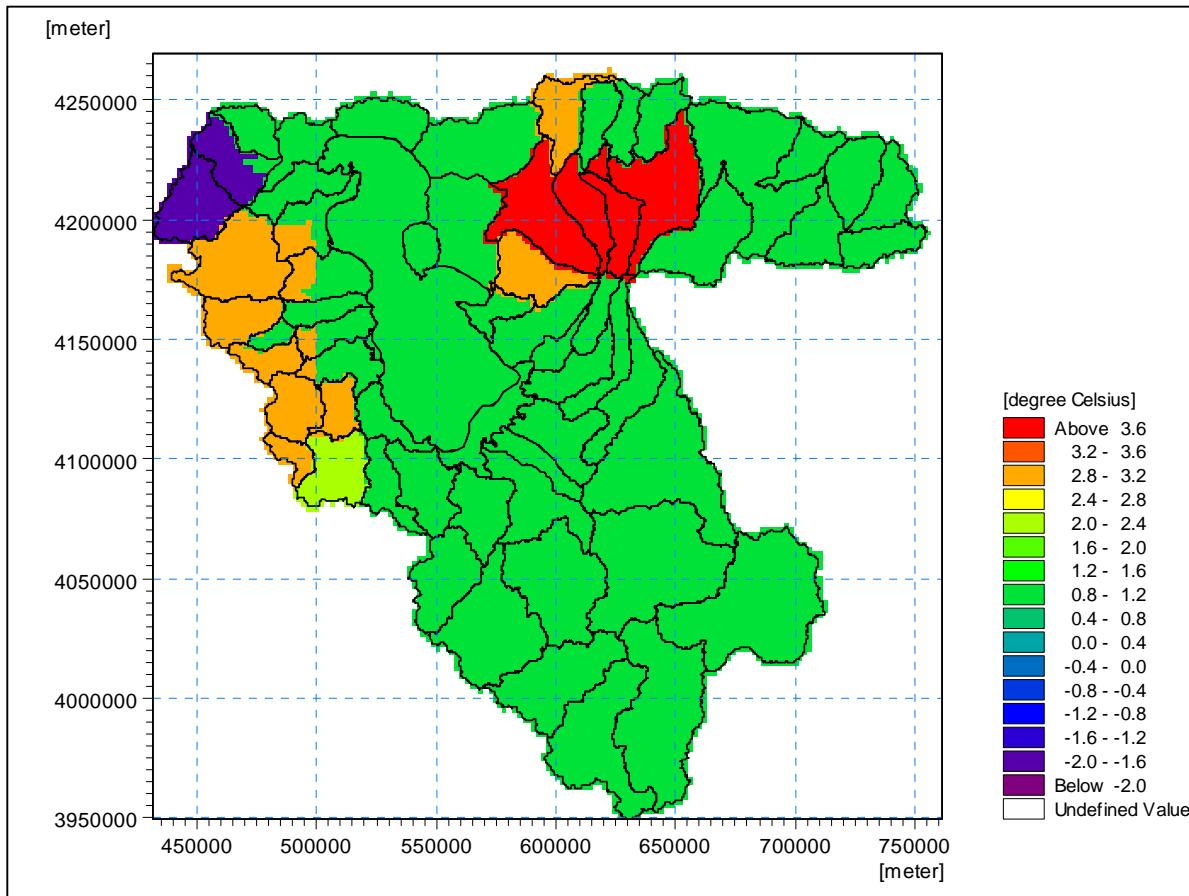 [meter]
4250000
4200000
4150000
4100000
4050000
4000000
3950000
450000 500000 550000 600000 650000 700000 750000
[meter]
[degree Celsius]
Above 3.6
3.2 - 3.6
2.8 - 3.2
2.4 - 2.8
2.0 - 2.4
1.6 - 2.0
1.2 - 1.6
0.8 - 1.2
0.4 - 0.8
0.0 - 0.4
-0.4 - 0.0
-0.8 - -0.4
-1.2 - -0.8
-1.6 - -1.2
-2.0 - -1.6
Below -2.0
Undefined Value